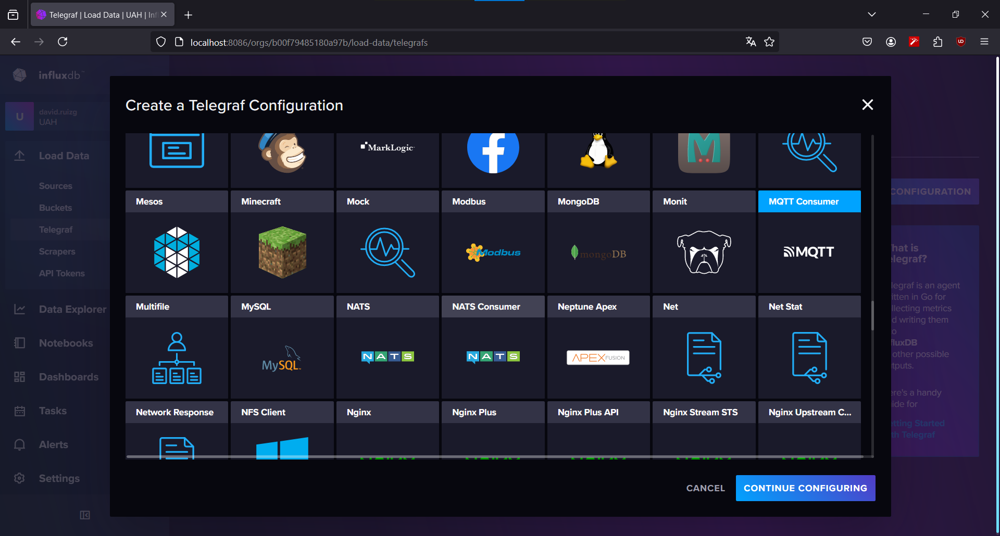 Telegraf | Load Data | UAH | Inf
localhost:8086/orgs/b00f79485180a97b/load-data/telegrafs
influxdb™
U
david.ruizg
UAH
Load Data
Sources
Buckets
Telegraf
Scrapers
API Tokens
Data Explorer
Notebooks
Dashboards
Tasks
Alerts
Settings
Create a Telegraf Configuration
MarkLogic
Mesos
Minecraft
Mock
Modbus
MongoDB
Monit
MQTT Consumer
Modbus
mongoDB
MQTT
Multifile
MySQL
NATS
NATS Consumer
Neptune Apex
Net
Net Stat
MySQL™
NATS
NATS
APEX FUSION
Network Response
NFS Client
Nginx
Nginx Plus
Nginx Plus API
Nginx Stream STS
Nginx Upstream C...
CANCEL
CONTINUE CONFIGURING
CONFIGURATION
hat is
elegraf?
legraf is an agent
itten in Go for
llecting metrics
d writing them
o
fluxDB
other possible
tputs.
ere's a handy
ide for
tting Started
th Telegraf